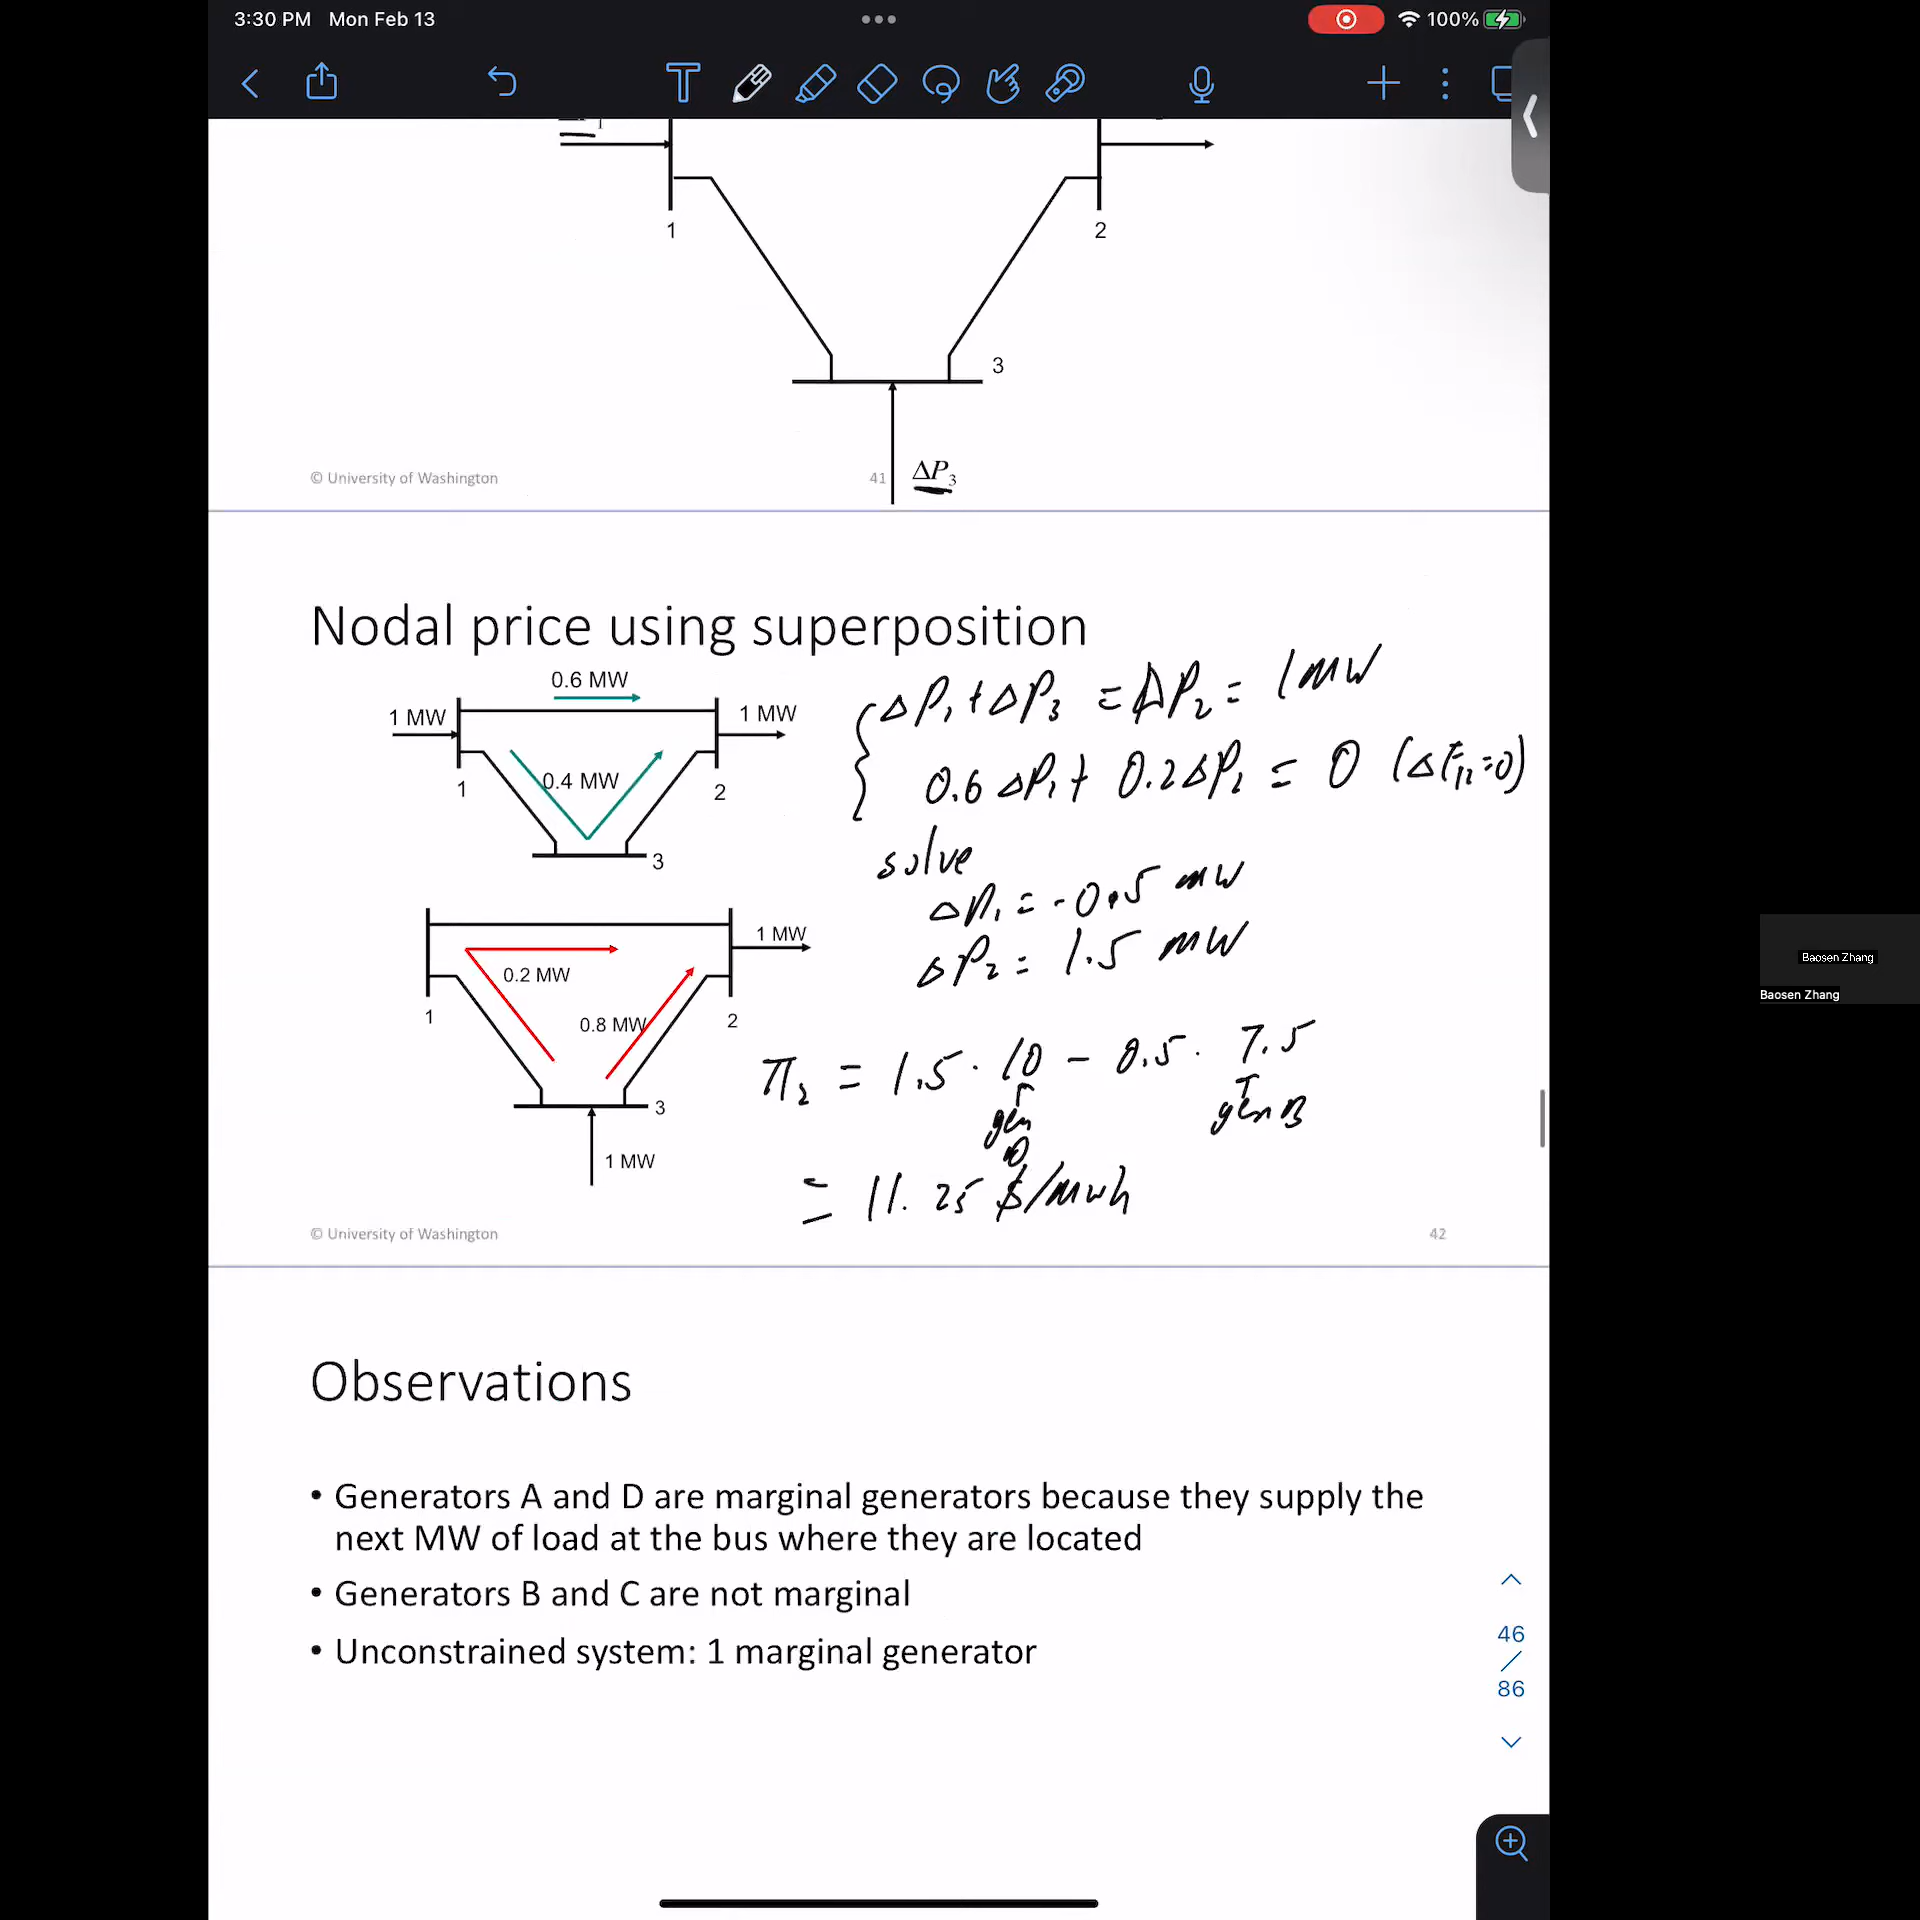 3:30 PM Mon Feb 13
100%
1
2
3
© University of Washington
41
ΔP₃
Nodal price using superposition
0.6 MW
1 MW
1 MW
0.4 MW
1
2
3
ΔP₁ + ΔP₃ = ΔP₂ = 1MW
0.6 ΔP₁ + 0.2 ΔP₂ = 0 (ΔF₁₂=0)
solve
ΔP₁ = -0.5 MW
ΔP₂ = 1.5 MW
1 MW
0.2 MW
0.8 MW
1
2
3
1 MW
π₂ = 1.5 · 10 - 0.5 · 7.5
gen D
gen B
= 11.25 $/Mwh
© University of Washington
42
Observations
• Generators A and D are marginal generators because they supply the
next MW of load at the bus where they are located
• Generators B and C are not marginal
• Unconstrained system: 1 marginal generator
46
/
86
Baosen Zhang
Baosen Zhang